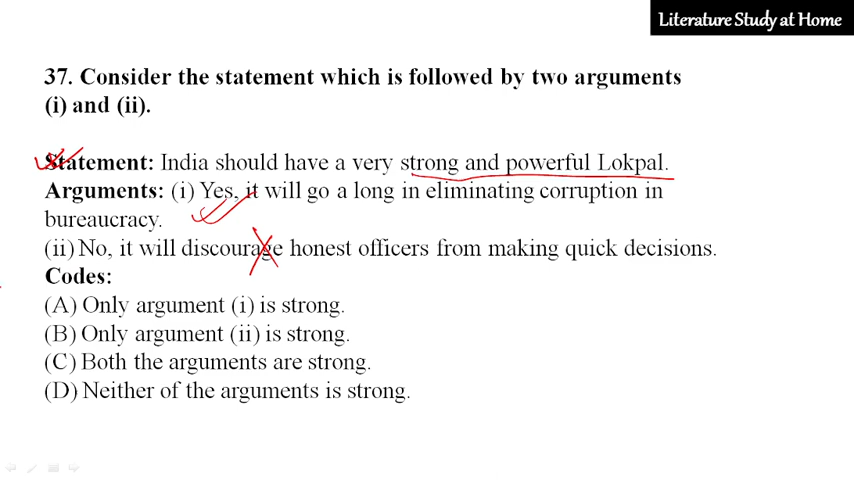 Literature Study at Home
37. Consider the statement which is followed by two arguments
(i) and (ii).
Statement: India should have a very strong and powerful Lokpal.
Arguments: (i) Yes, it will go a long in eliminating corruption in
bureaucracy.
(ii) No, it will discourage honest officers from making quick decisions.
Codes:
(A) Only argument (i) is strong.
(B) Only argument (ii) is strong.
(C) Both the arguments are strong.
(D) Neither of the arguments is strong.